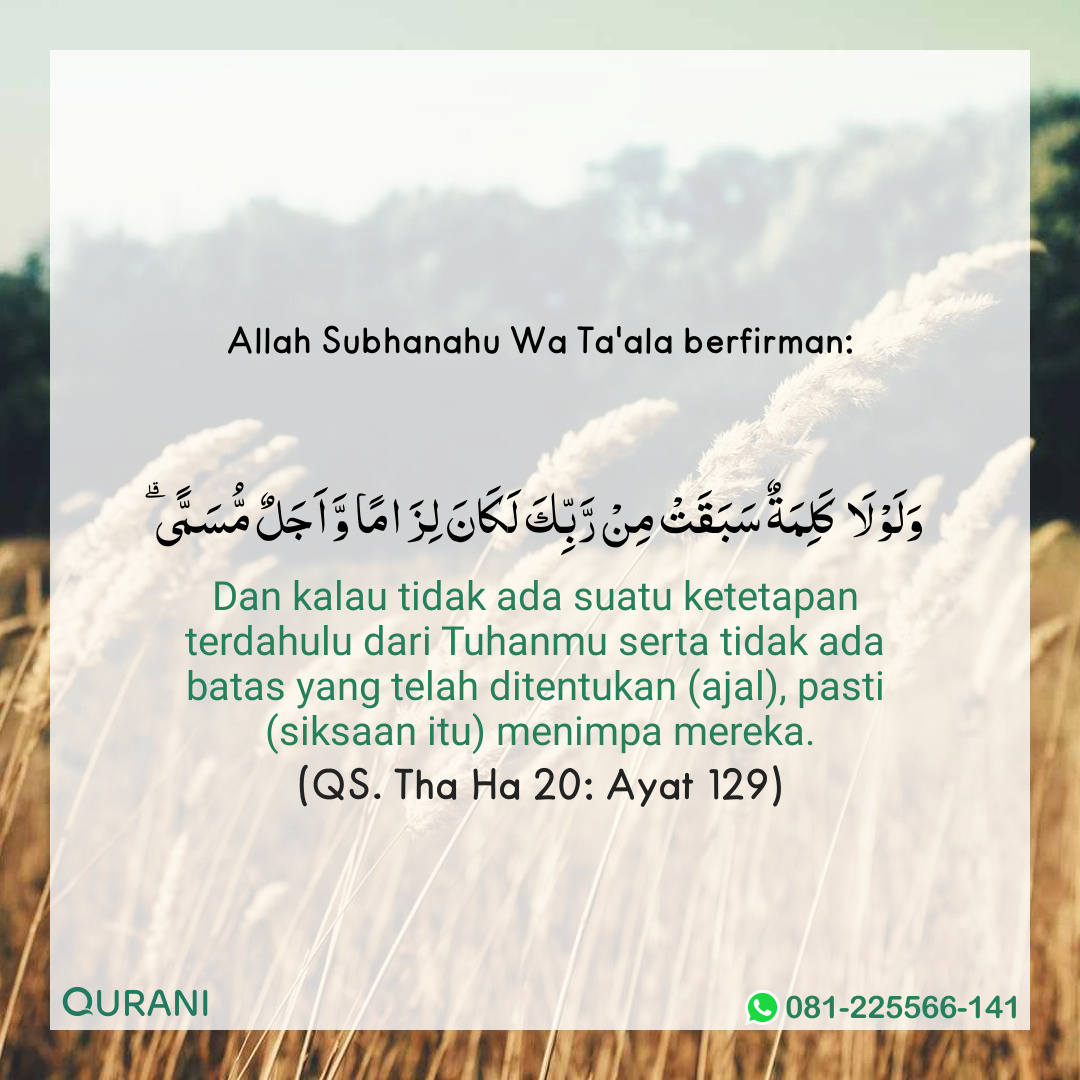 Allah Subhanahu Wa Ta'ala berfirman:
وَلَوْلَا كَلِمَةٌ سَبَقَتْ مِنْ رَّبِّكَ لَكَانَ لِزَامًا وَّاَجَلٌ مُّسَمًّىۗ
Dan kalau tidak ada suatu ketetapan
terdahulu dari Tuhanmu serta tidak ada
batas yang telah ditentukan (ajal), pasti
(siksaan itu) menimpa mereka.
(QS. Tha Ha 20: Ayat 129)
QURANI
081-225566-141